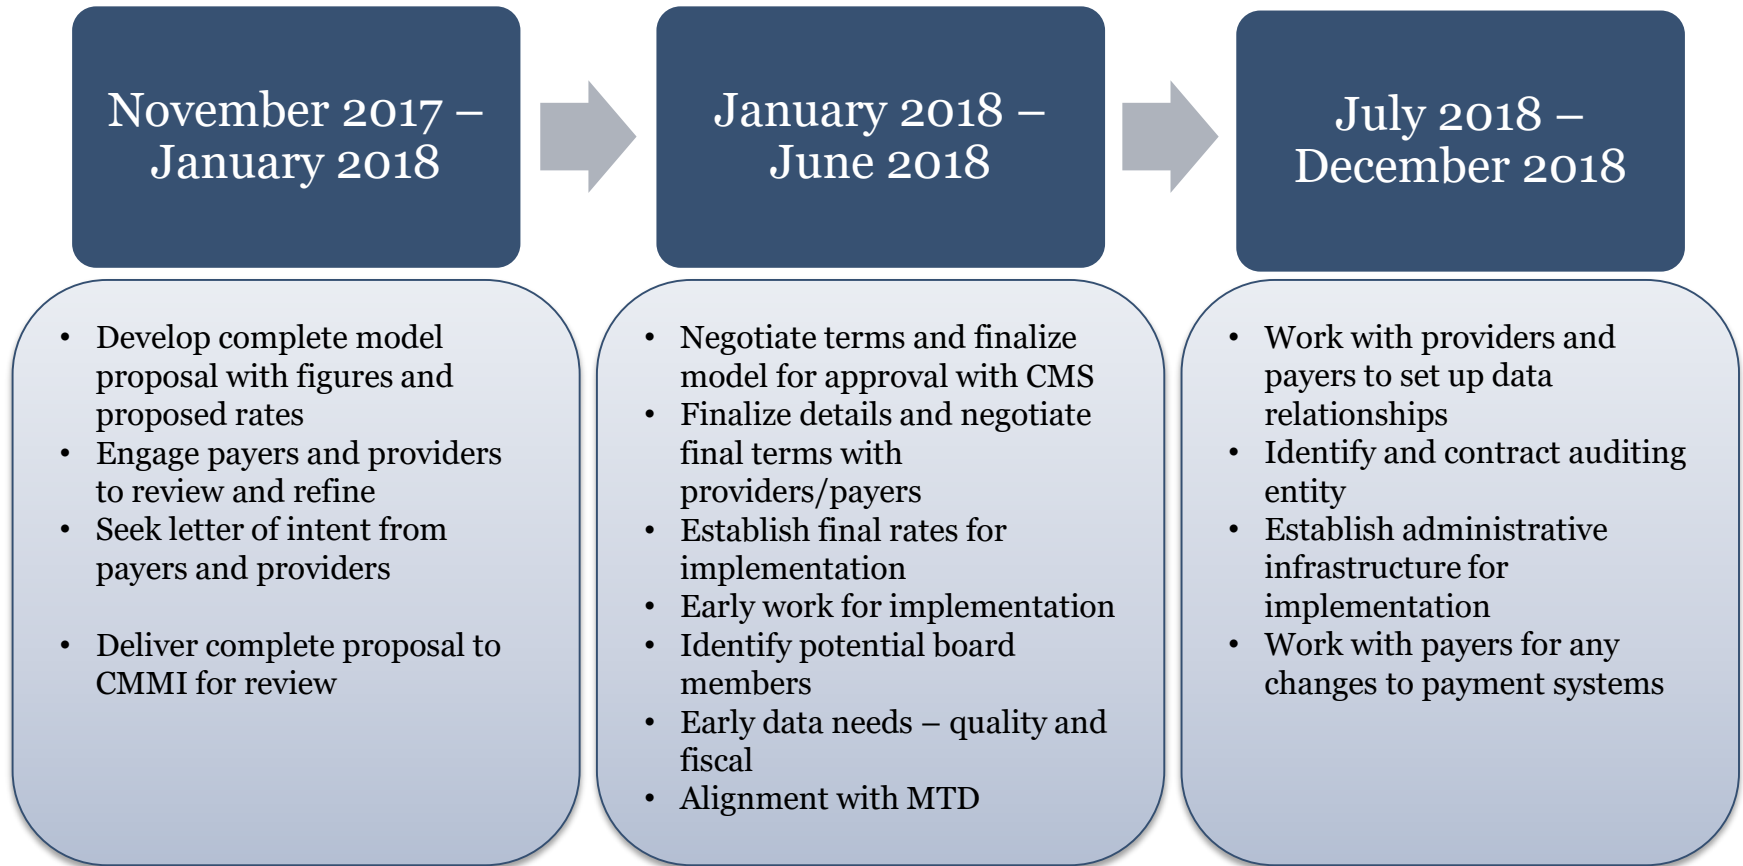 November 2017 –
January 2018
• Develop complete model
proposal with figures and
proposed rates
• Engage payers and providers
to review and refine
• Seek letter of intent from
payers and providers
• Deliver complete proposal to
CMMI for review
January 2018 –
June 2018
• Negotiate terms and finalize
model for approval with CMS
• Finalize details and negotiate
final terms with
providers/payers
• Establish final rates for
implementation
• Early work for implementation
• Identify potential board
members
• Early data needs – quality and
fiscal
• Alignment with MTD
July 2018 –
December 2018
• Work with providers and
payers to set up data
relationships
• Identify and contract auditing
entity
• Establish administrative
infrastructure for
implementation
• Work with payers for any
changes to payment systems